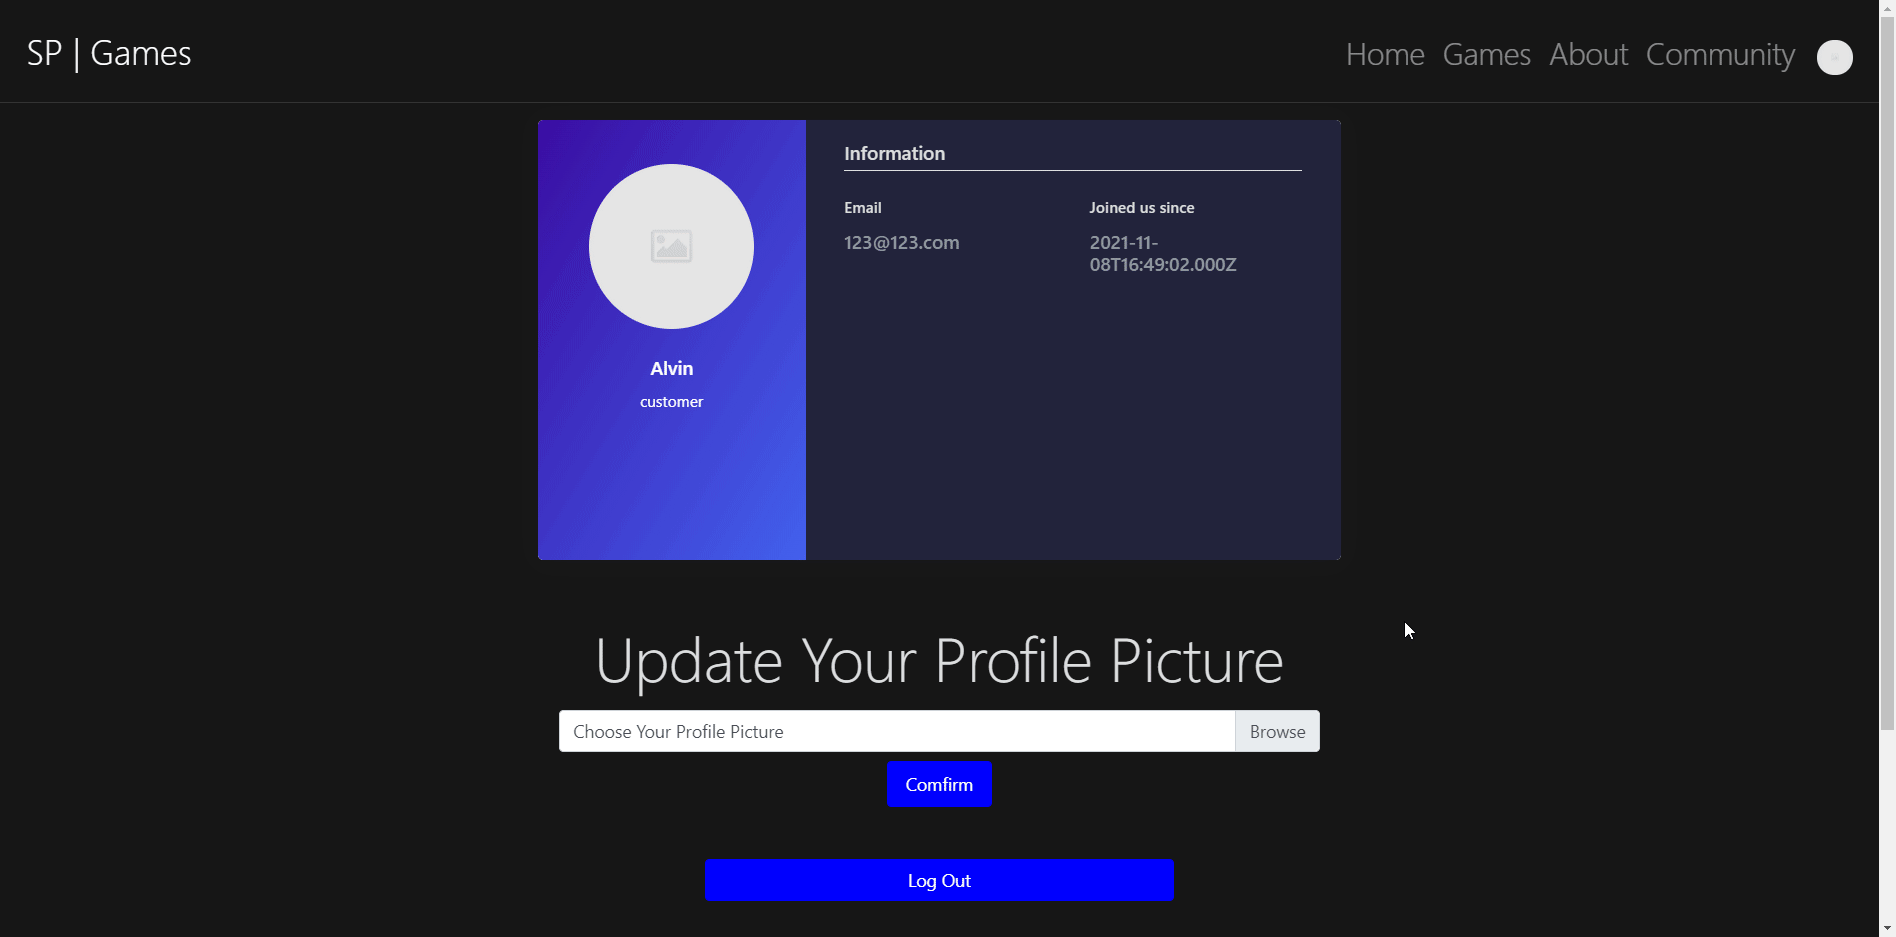 SP | Games
Home Games About Community
Information
Email
Joined us since
123@123.com
2021-11-
08T16:49:02.000Z
Alvin
customer
Update Your Profile Picture
Choose Your Profile Picture
Browse
Comfirm
Log Out